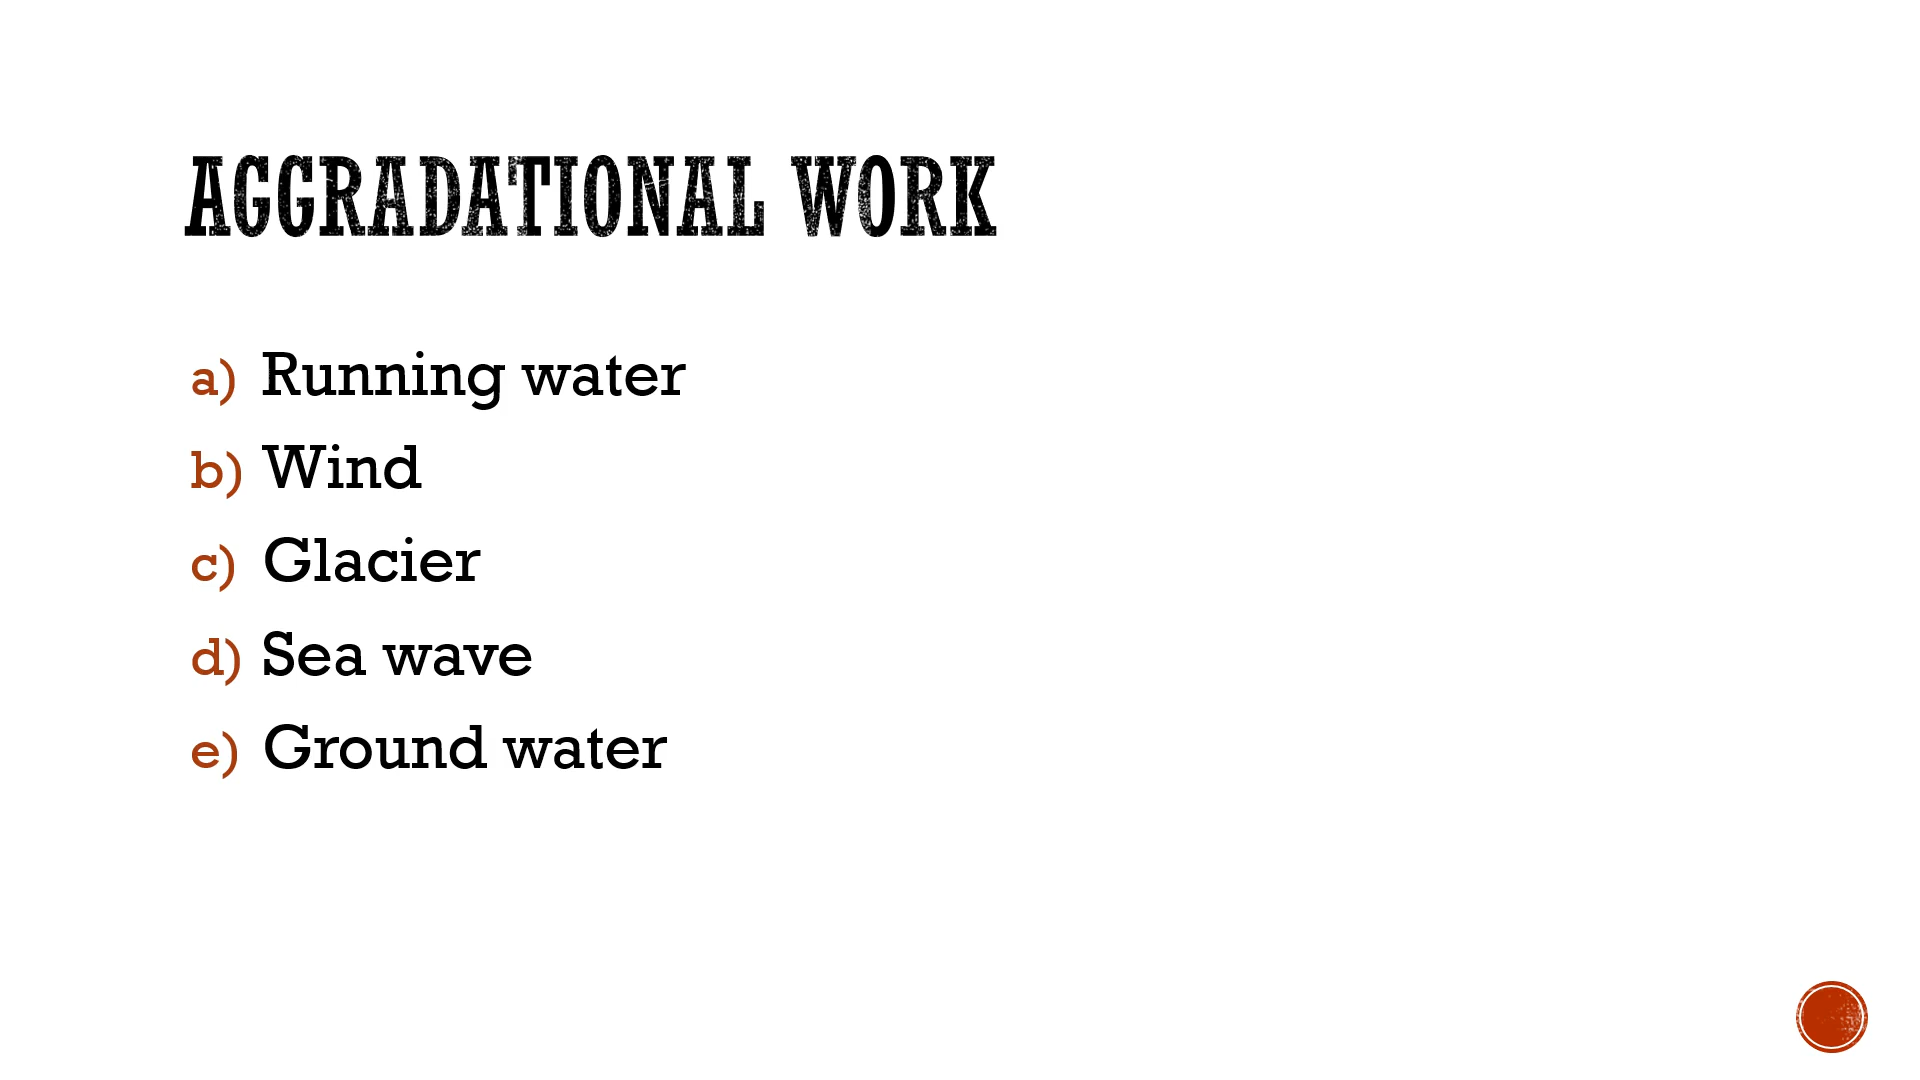 AGGRADATIONAL WORK
a) Running water
b) Wind
c) Glacier
d) Sea wave
e) Ground water